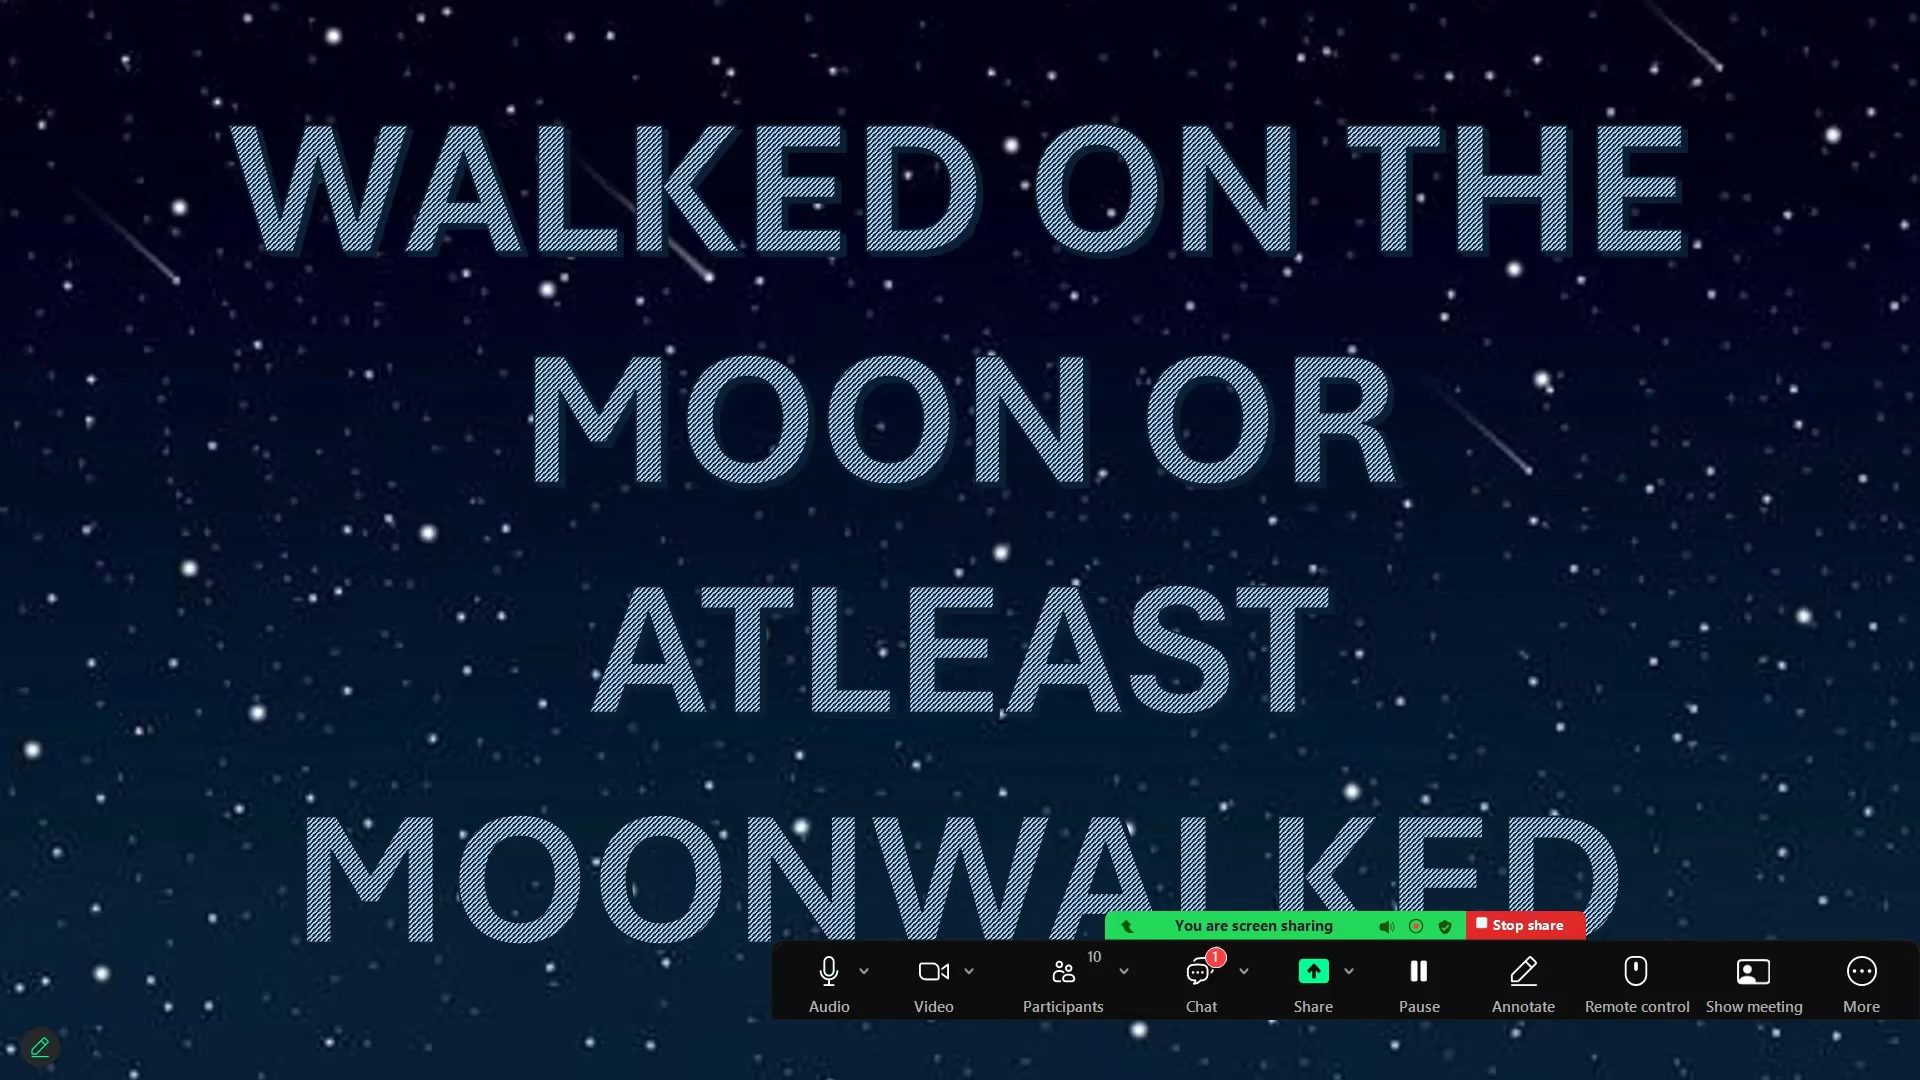 WALKED ON THE
MOON OR
ATLEAST
MOONWALKED
You are screen sharing Stop share
10 1
Audio Video Participants Chat Share Pause Annotate Remote control Show meeting More